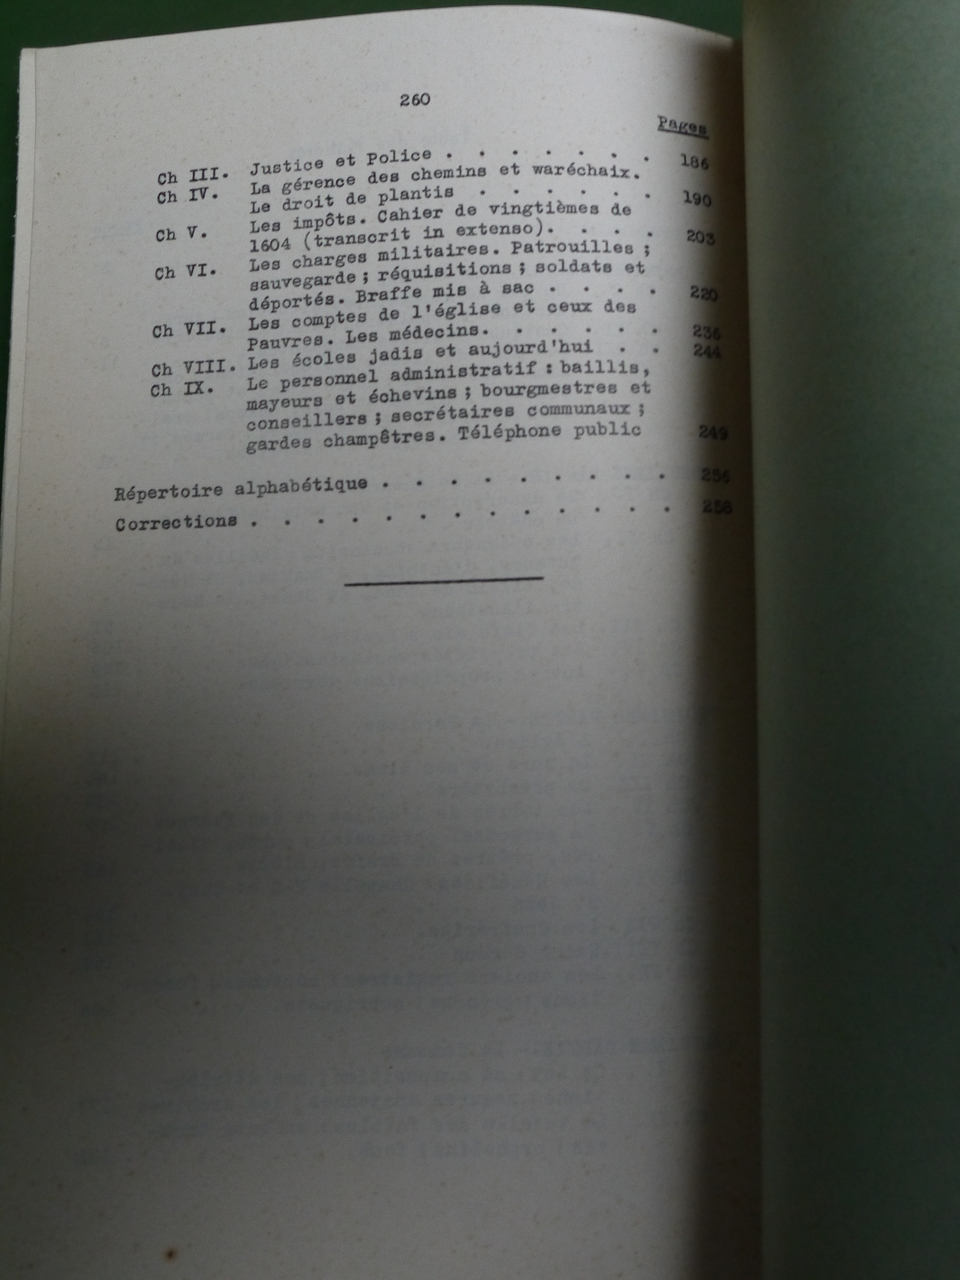 260
Pages
Ch III. Justice et Police . . . . . . . 186
Ch IV. La gérence des chemins et waréchaix.
Le droit de plantis . . . . . . 190
Ch V. Les impôts. Cahier de vingtièmes de
1604 (transcrit in extenso). . . . 203
Ch VI. Les charges militaires. Patrouilles ;
sauvegarde ; réquisitions ; soldats et
déportés. Braffe mis à sac . . . . 220
Ch VII. Les comptes de l'église et ceux des
Pauvres. Les médecins. . . . . . 236
Ch VIII. Les écoles jadis et aujourd'hui . . 244
Ch IX. Le personnel administratif : baillis,
mayeurs et échevins ; bourgmestres et
conseillers ; secrétaires communaux ;
gardes champêtres. Téléphone public 249
Répertoire alphabétique . . . . . . . . . 256
Corrections . . . . . . . . . . . . . 258